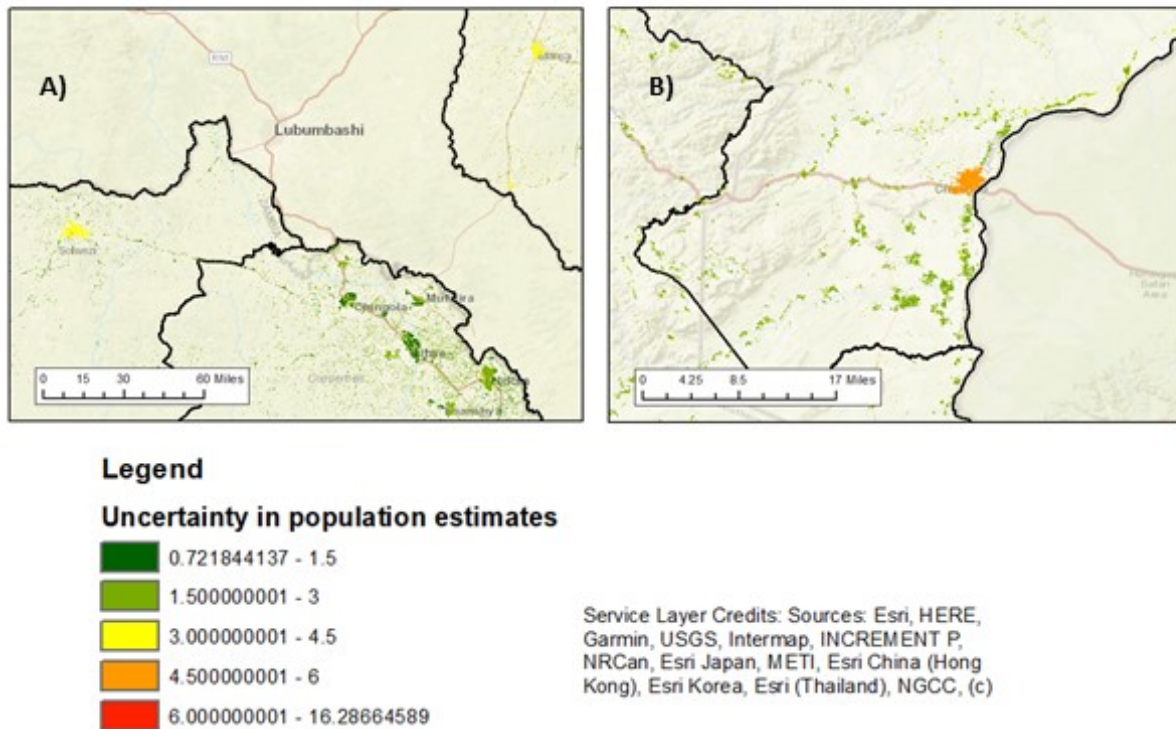 A)
Lubumbashi
Solwezi
Chingola
Mufulira
Kitwe
Ndola
Luanshya
0 15 30 60 Miles
B)
0 4.25 8.5 17 Miles
Legend
Uncertainty in population estimates
0.721844137 - 1.5
1.500000001 - 3
3.000000001 - 4.5
4.500000001 - 6
6.000000001 - 16.28664589
Service Layer Credits: Sources: Esri, HERE,
Garmin, USGS, Intermap, INCREMENT P,
NRCan, Esri Japan, METI, Esri China (Hong
Kong), Esri Korea, Esri (Thailand), NGCC, (c)